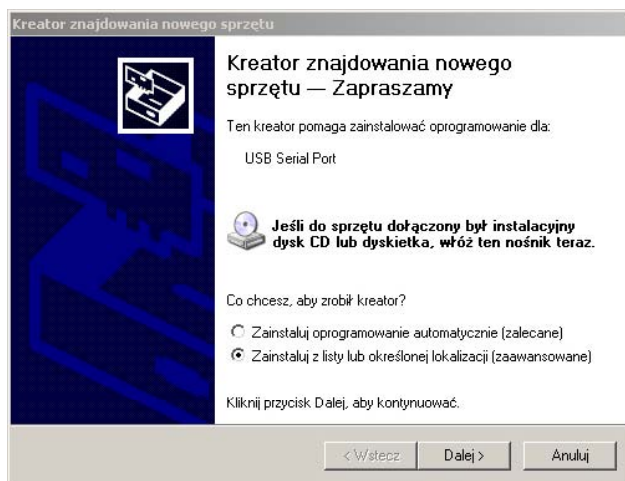 Kreator znajdowania nowego sprzętu
Kreator znajdowania nowego
sprzętu — Zapraszamy
Ten kreator pomaga zainstalować oprogramowanie dla:
USB Serial Port
Jeśli do sprzętu dołączony był instalacyjny
dysk CD lub dyskietka, włóż ten nośnik teraz.
Co chcesz, aby zrobił kreator?
Zainstaluj oprogramowanie automatycznie (zalecane)
Zainstaluj z listy lub określonej lokalizacji (zaawansowane)
Kliknij przycisk Dalej, aby kontynuować.
< Wstecz Dalej > Anuluj